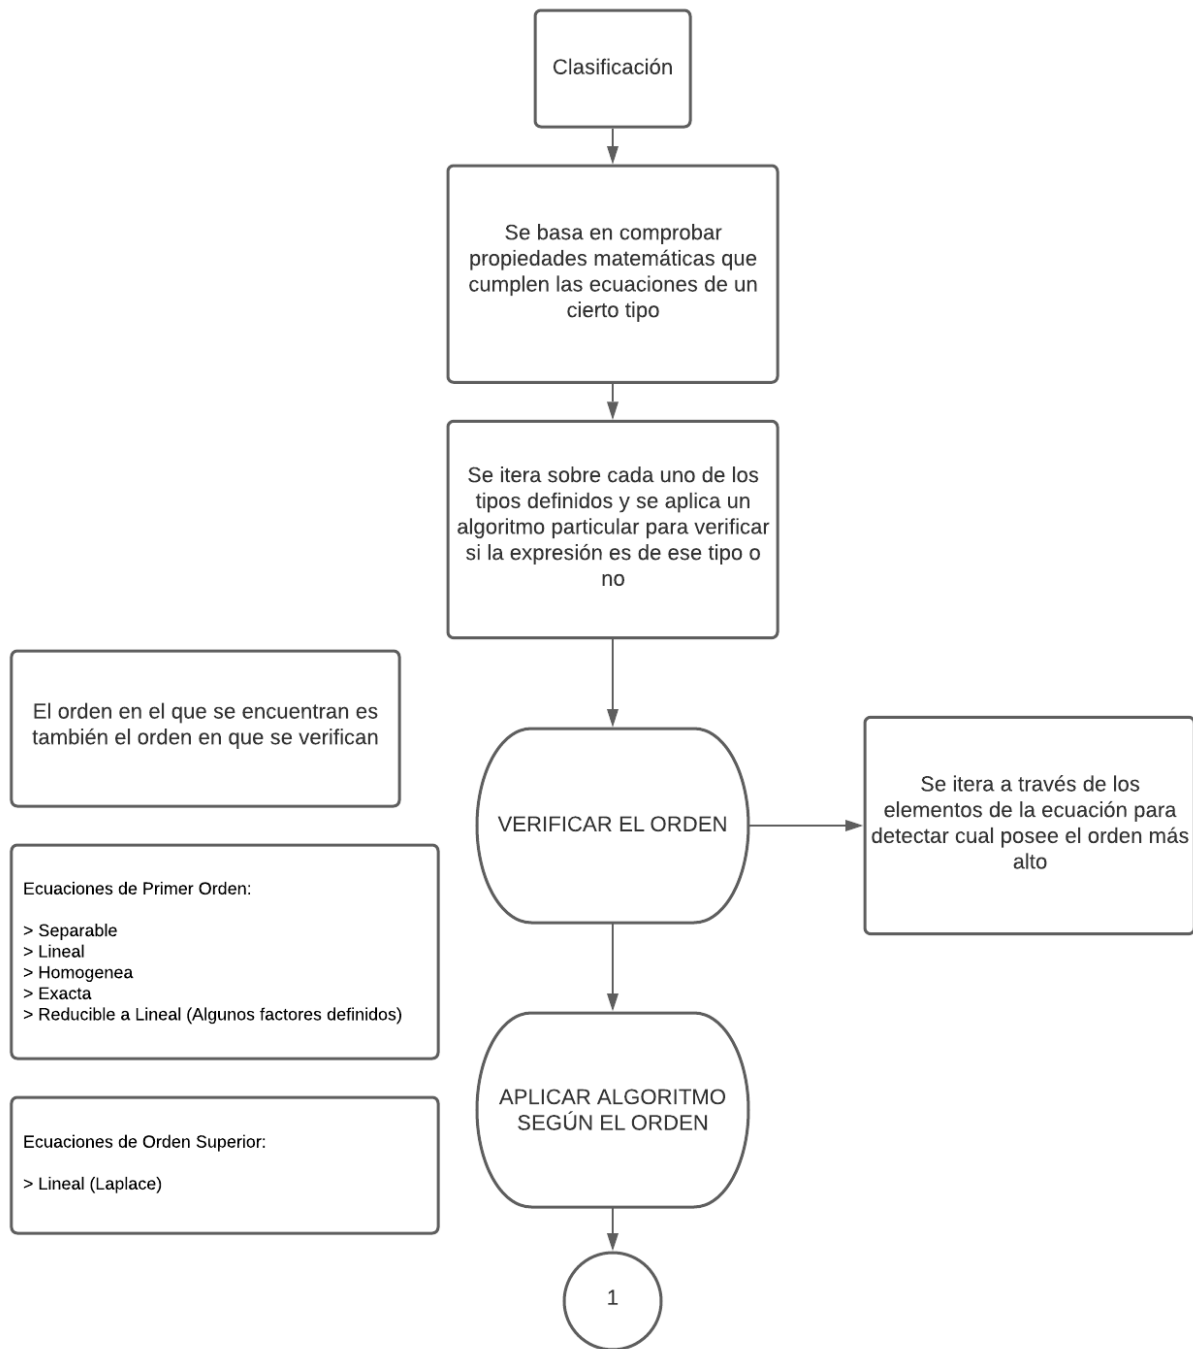 Clasificación
Se basa en comprobar
propiedades matemáticas que
cumplen las ecuaciones de un
cierto tipo
Se itera sobre cada uno de los
tipos definidos y se aplica un
algoritmo particular para verificar
si la expresión es de ese tipo o
no
El orden en el que se encuentran es
también el orden en que se verifican
VERIFICAR EL ORDEN
Se itera a través de los
elementos de la ecuación para
detectar cual posee el orden más
alto
Ecuaciones de Primer Orden:
> Separable
> Lineal
> Homogenea
> Exacta
> Reducible a Lineal (Algunos factores definidos)
APLICAR ALGORITMO
SEGÚN EL ORDEN
Ecuaciones de Orden Superior:
> Lineal (Laplace)
1